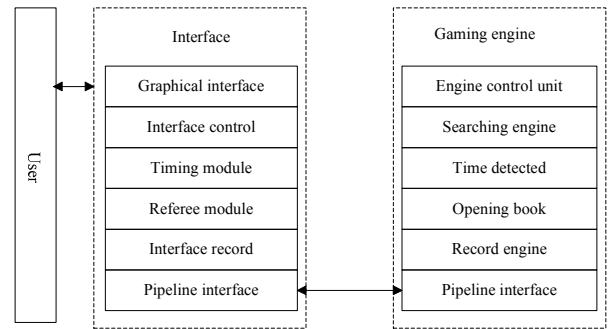 User
Interface
Graphical interface
Interface control
Timing module
Referee module
Interface record
Pipeline interface
Gaming engine
Engine control unit
Searching engine
Time detected
Opening book
Record engine
Pipeline interface